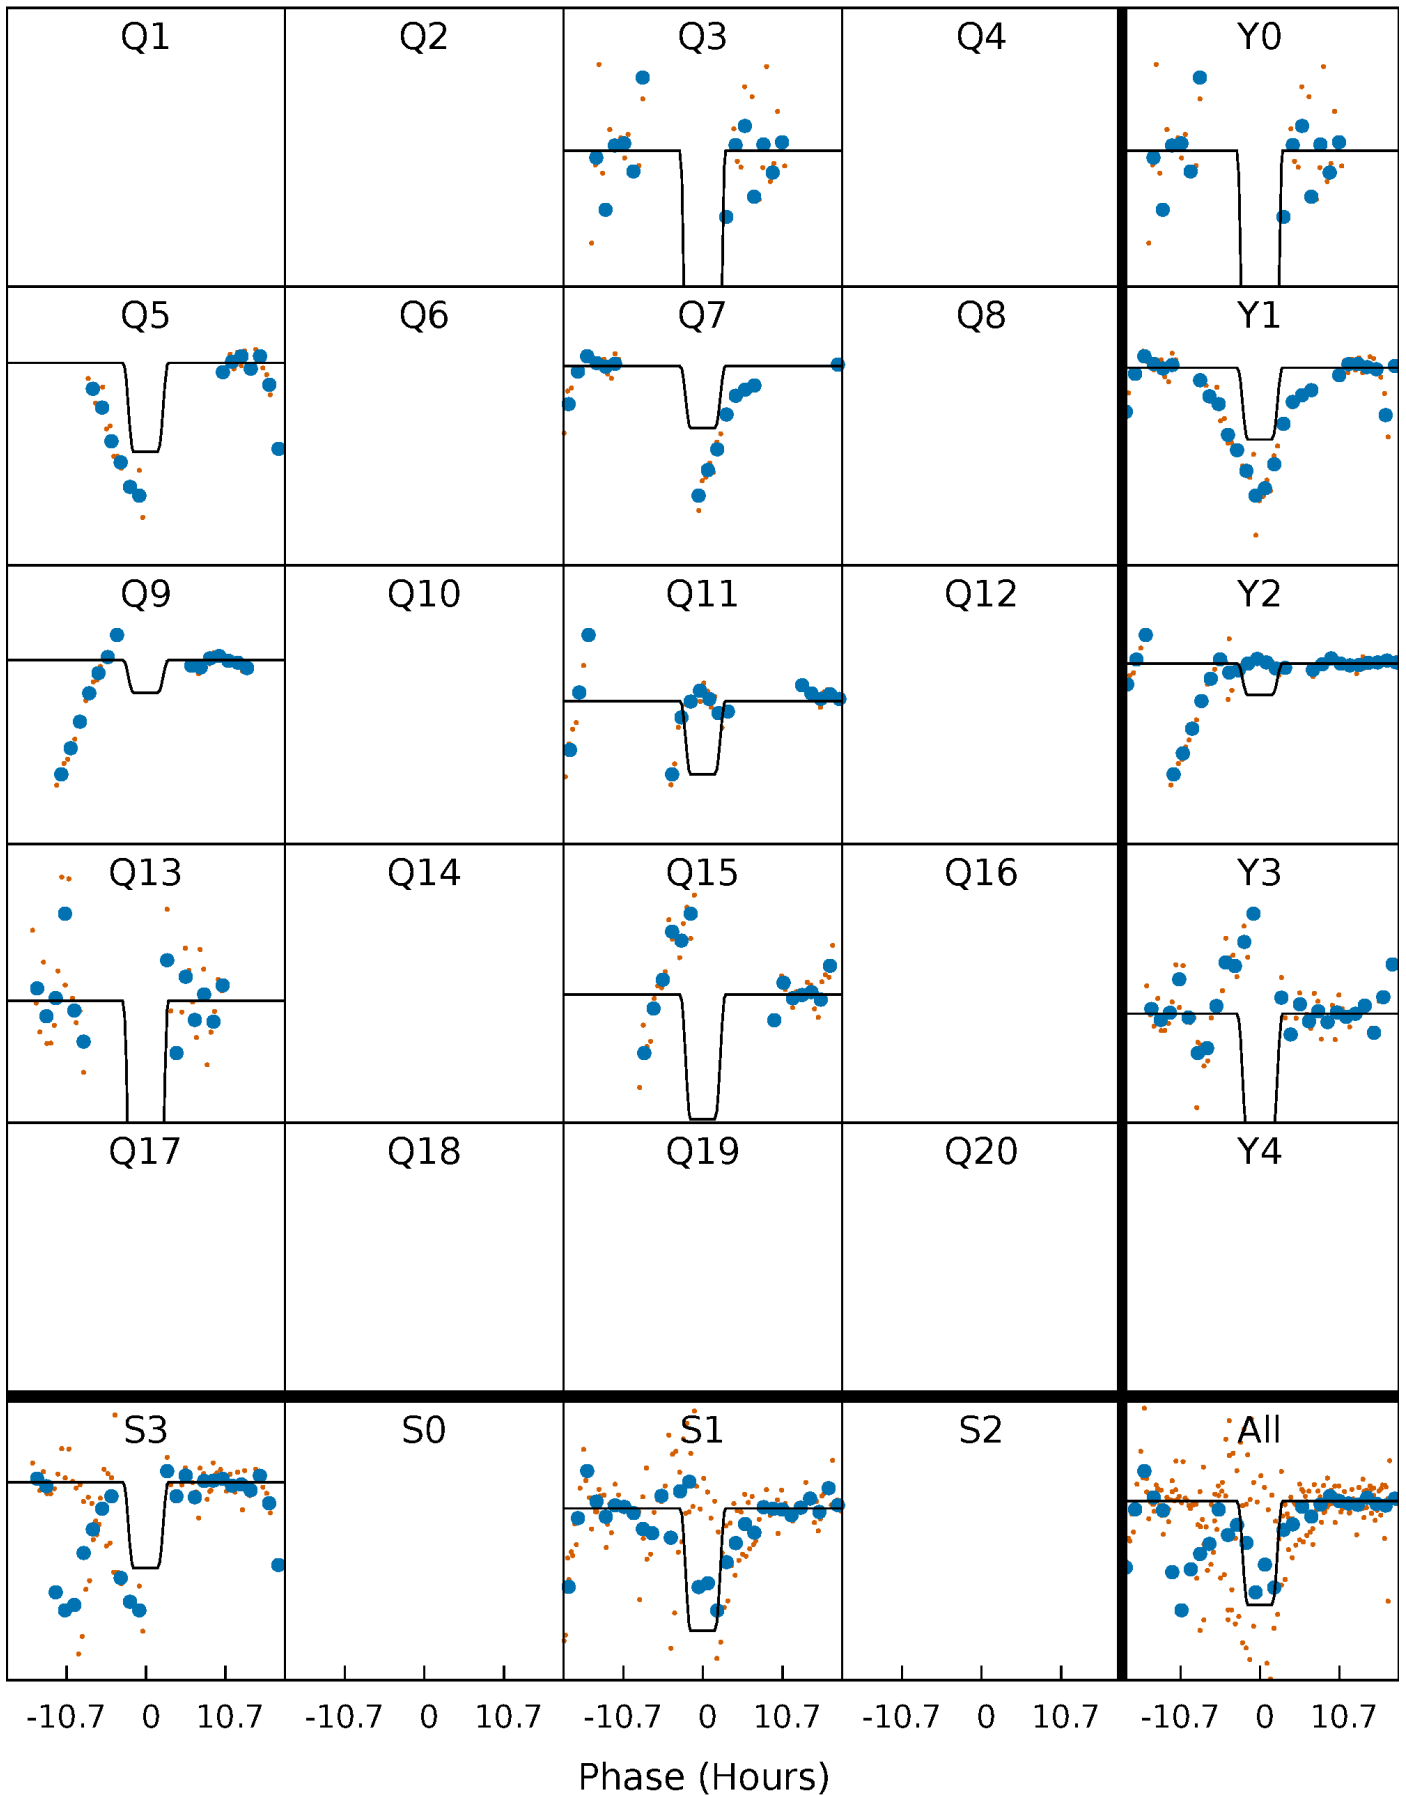 Q1 Q2 Q3 Q4 Y0
Q5 Q6 Q7 Q8 Y1
Q9 Q10 Q11 Q12 Y2
Q13 Q14 Q15 Q16 Y3
Q17 Q18 Q19 Q20 Y4
S3 S0 S1 S2 All
-10.7 0 10.7 -10.7 0 10.7 -10.7 0 10.7 -10.7 0 10.7 -10.7 0 10.7
Phase (Hours)